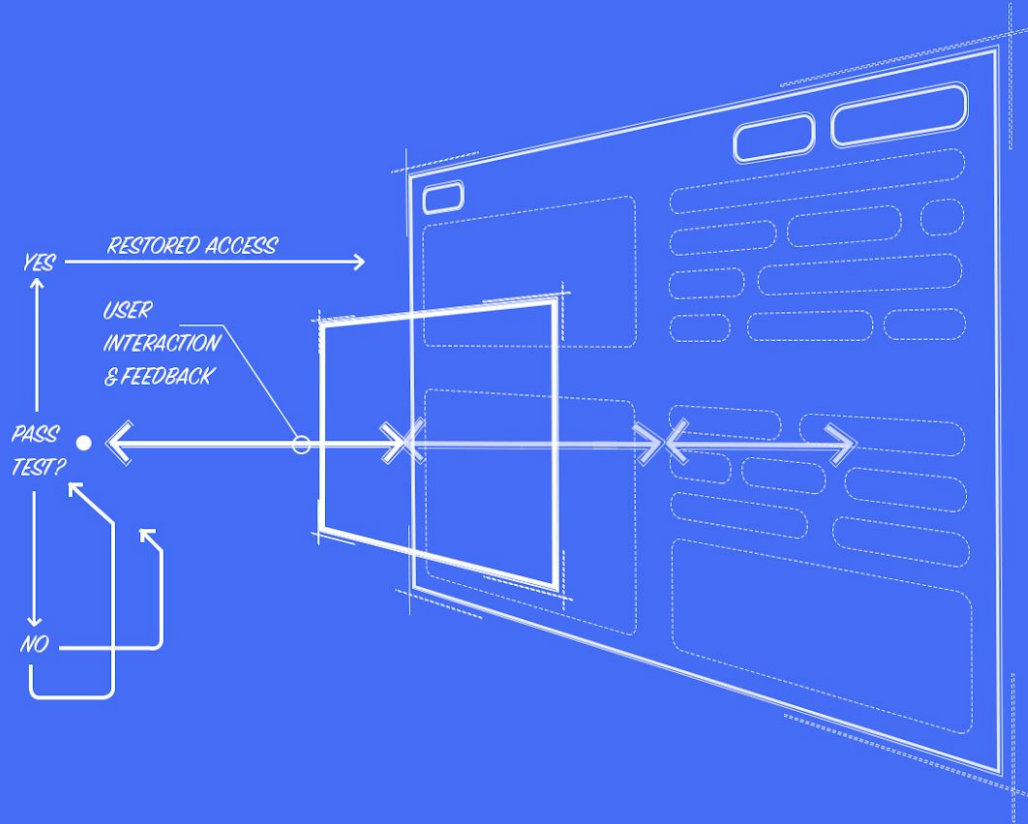 RESTORED ACCESS
YES
USER
INTERACTION
& FEEDBACK
PASS
TEST?
NO